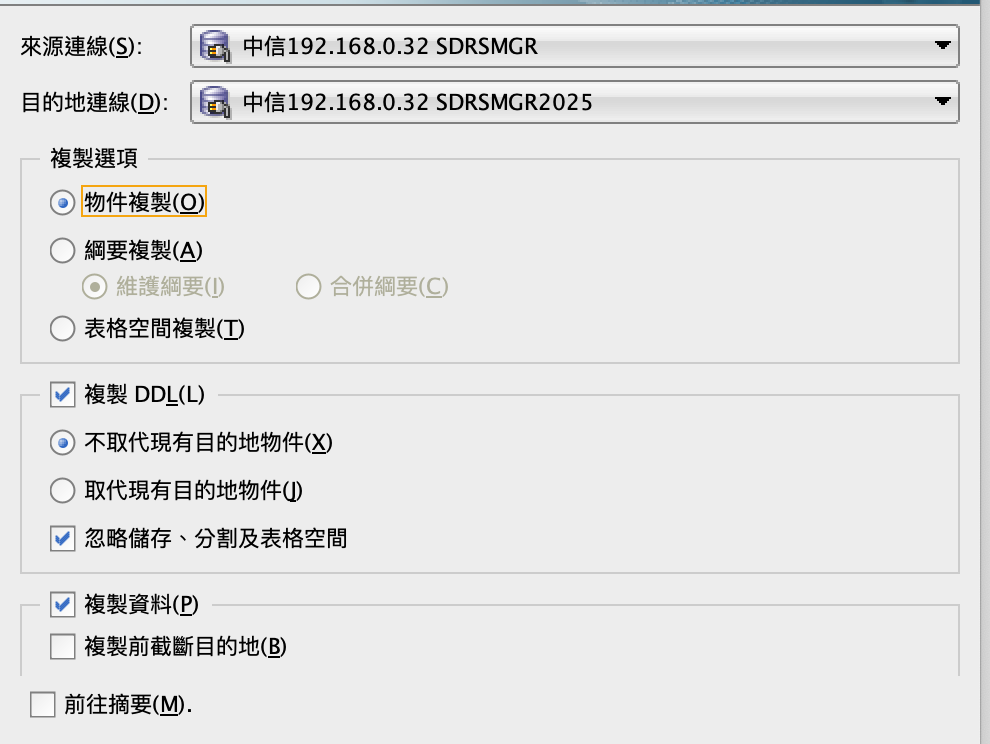 來源連線(S):
中信192.168.0.32 SDRSMGR
目的地連線(D):
中信192.168.0.32 SDRSMGR2025
複製選項
物件複製(O)
綱要複製(A)
維護綱要(I) 合併綱要(C)
表格空間複製(T)
複製 DDL(L)
不取代現有目的地物件(X)
取代現有目的地物件(J)
忽略儲存、分割及表格空間
複製資料(P)
複製前截斷目的地(B)
前往摘要(M).